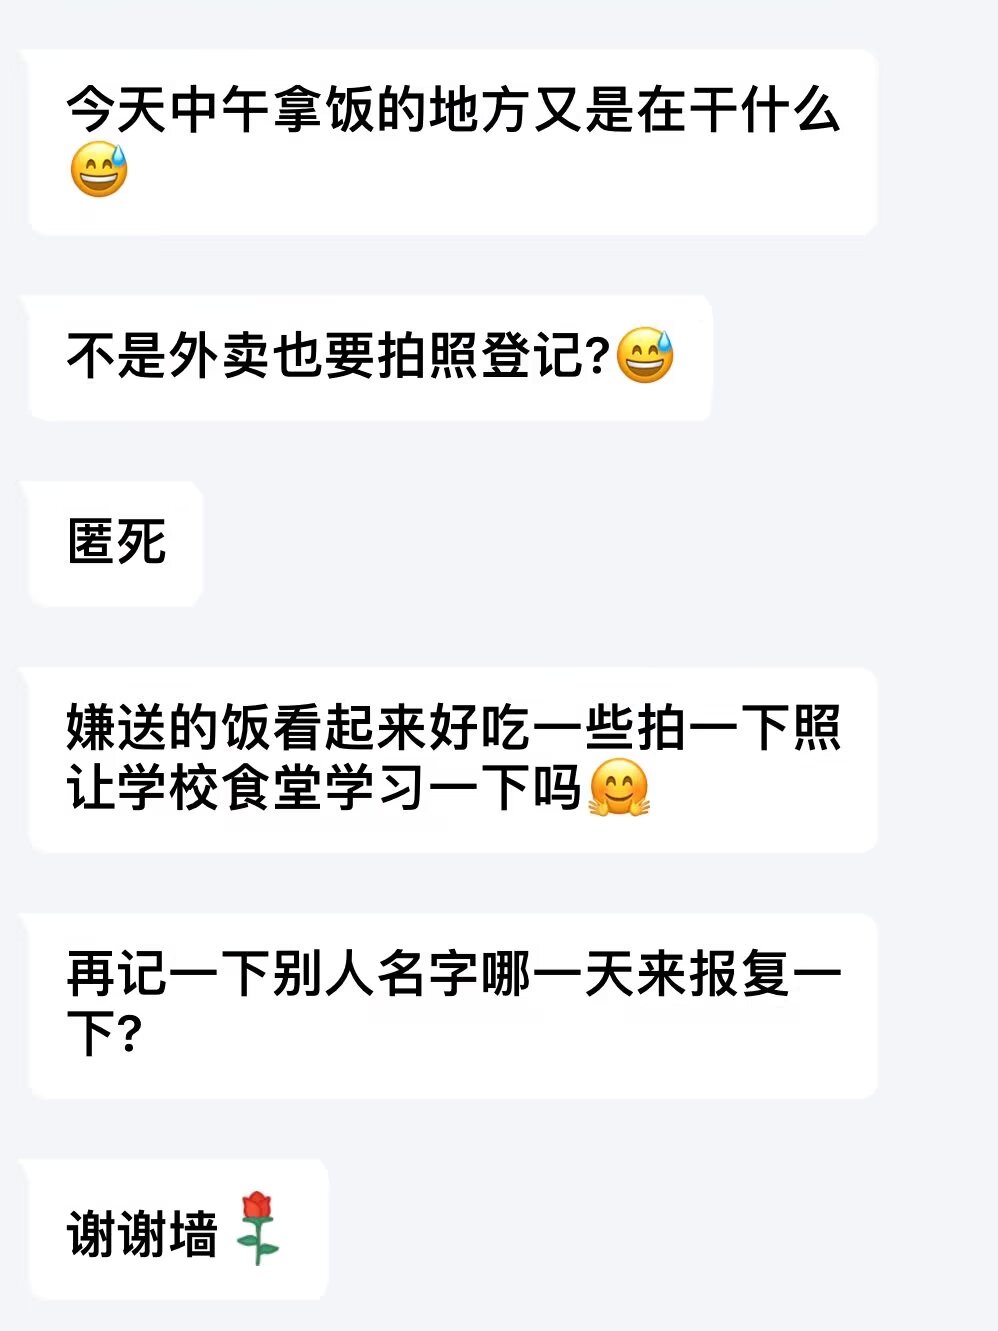 今天中午拿饭的地方又是在干什么
😅
不是外卖也要拍照登记?😅
匿死
嫌送的饭看起来好吃一些拍一下照
让学校食堂学习一下吗🤗
再记一下别人名字哪一天来报复一
下?
谢谢墙🌹